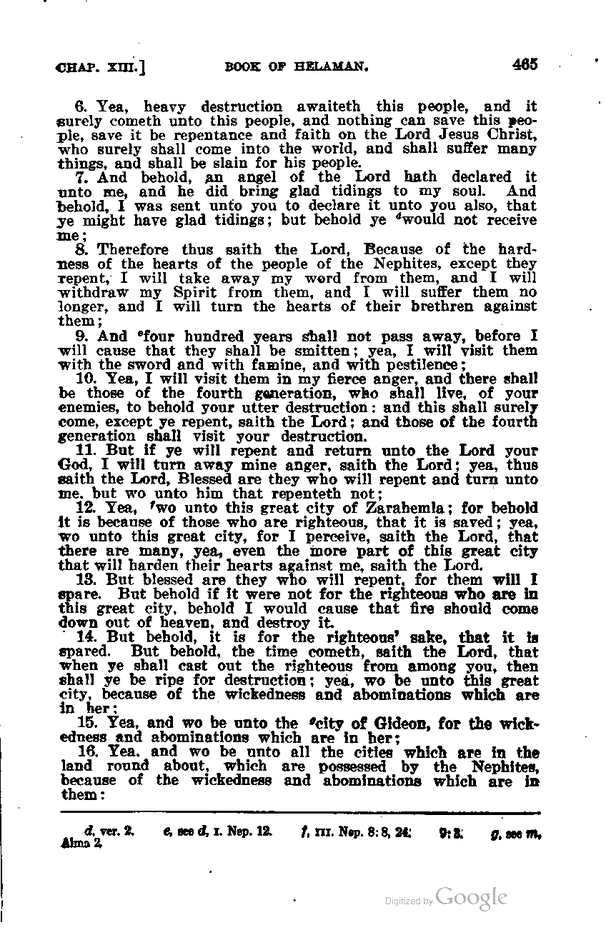 CHAP. XIII.] BOOK OF HELAMAN. 465
6. Yea, heavy destruction awaiteth this people, and it
surely cometh unto this people, and nothing can save this peo-
ple, save it be repentance and faith on the Lord Jesus Christ,
who surely shall come into the world, and shall suffer many
things, and shall be slain for his people.
7. And behold, an angel of the Lord hath declared it
unto me, and he did bring glad tidings to my soul. And
behold, I was sent unto you to declare it unto you also, that
ye might have glad tidings; but behold ye dwould not receive
me;
8. Therefore thus saith the Lord, Because of the hard-
ness of the hearts of the people of the Nephites, except they
repent, I will take away my word from them, and I will
withdraw my Spirit from them, and I will suffer them no
longer, and I will turn the hearts of their brethren against
them;
9. And efour hundred years shall not pass away, before I
will cause that they shall be smitten; yea, I will visit them
with the sword and with famine, and with pestilence;
10. Yea, I will visit them in my fierce anger, and there shall
be those of the fourth generation, who shall live, of your
enemies, to behold your utter destruction: and this shall surely
come, except ye repent, saith the Lord; and those of the fourth
generation shall visit your destruction.
11. But if ye will repent and return unto the Lord your
God, I will turn away mine anger, saith the Lord; yea, thus
saith the Lord, Blessed are they who will repent and turn unto
me, but wo unto him that repenteth not;
12. Yea, fwo unto this great city of Zarahemla; for behold
it is because of those who are righteous, that it is saved; yea,
wo unto this great city, for I perceive, saith the Lord, that
there are many, yea, even the more part of this great city
that will harden their hearts against me, saith the Lord.
13. But blessed are they who will repent, for them will I
spare. But behold if it were not for the righteous who are in
this great city, behold I would cause that fire should come
down out of heaven, and destroy it.
14. But behold, it is for the righteous' sake, that it is
spared. But behold, the time cometh, saith the Lord, that
when ye shall cast out the righteous from among you, then
shall ye be ripe for destruction; yea, wo be unto this great
city, because of the wickedness and abominations which are
in her;
15. Yea, and wo be unto the gcity of Gideon, for the wick-
edness and abominations which are in her;
16. Yea, and wo be unto all the cities which are in the
land round about, which are possessed by the Nephites,
because of the wickedness and abominations which are in
them:
d, ver. 2. e, see d, I. Nep. 12. f, III. Nep. 8:8, 24. 9:3. g, see m,
Alma 2.
Digitized by Google